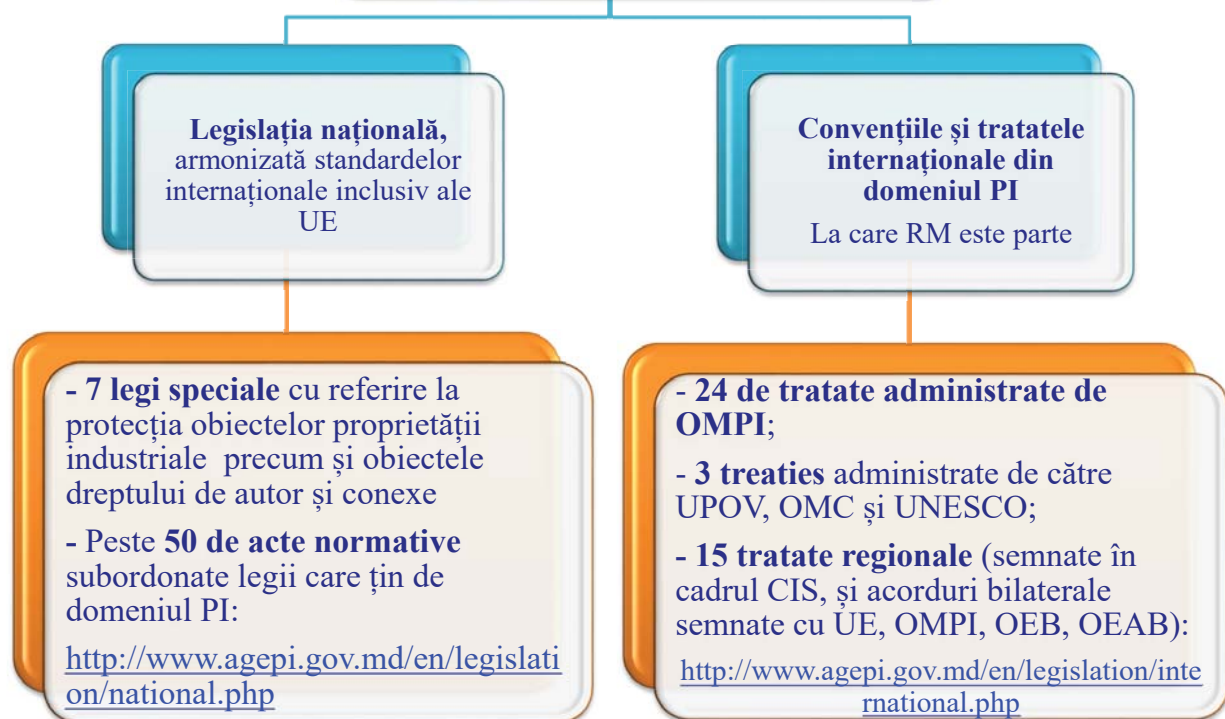 Legislația națională,
armonizată standardelor
internaționale inclusiv ale
UE
Convențiile și tratatele
internaționale din
domeniul PI
La care RM este parte
- 7 legi speciale cu referire la
protecția obiectelor proprietății
industriale precum și obiectele
dreptului de autor și conexe
- Peste 50 de acte normative
subordonate legii care țin de
domeniul PI:
http://www.agepi.gov.md/en/legislati
on/national.php
- 24 de tratate administrate de
OMPI;
- 3 treaties administrate de către
UPOV, OMC și UNESCO;
- 15 tratate regionale (semnate în
cadrul CIS, și acorduri bilaterale
semnate cu UE, OMPI, OEB, OEAB):
http://www.agepi.gov.md/en/legislation/inte
rnational.php